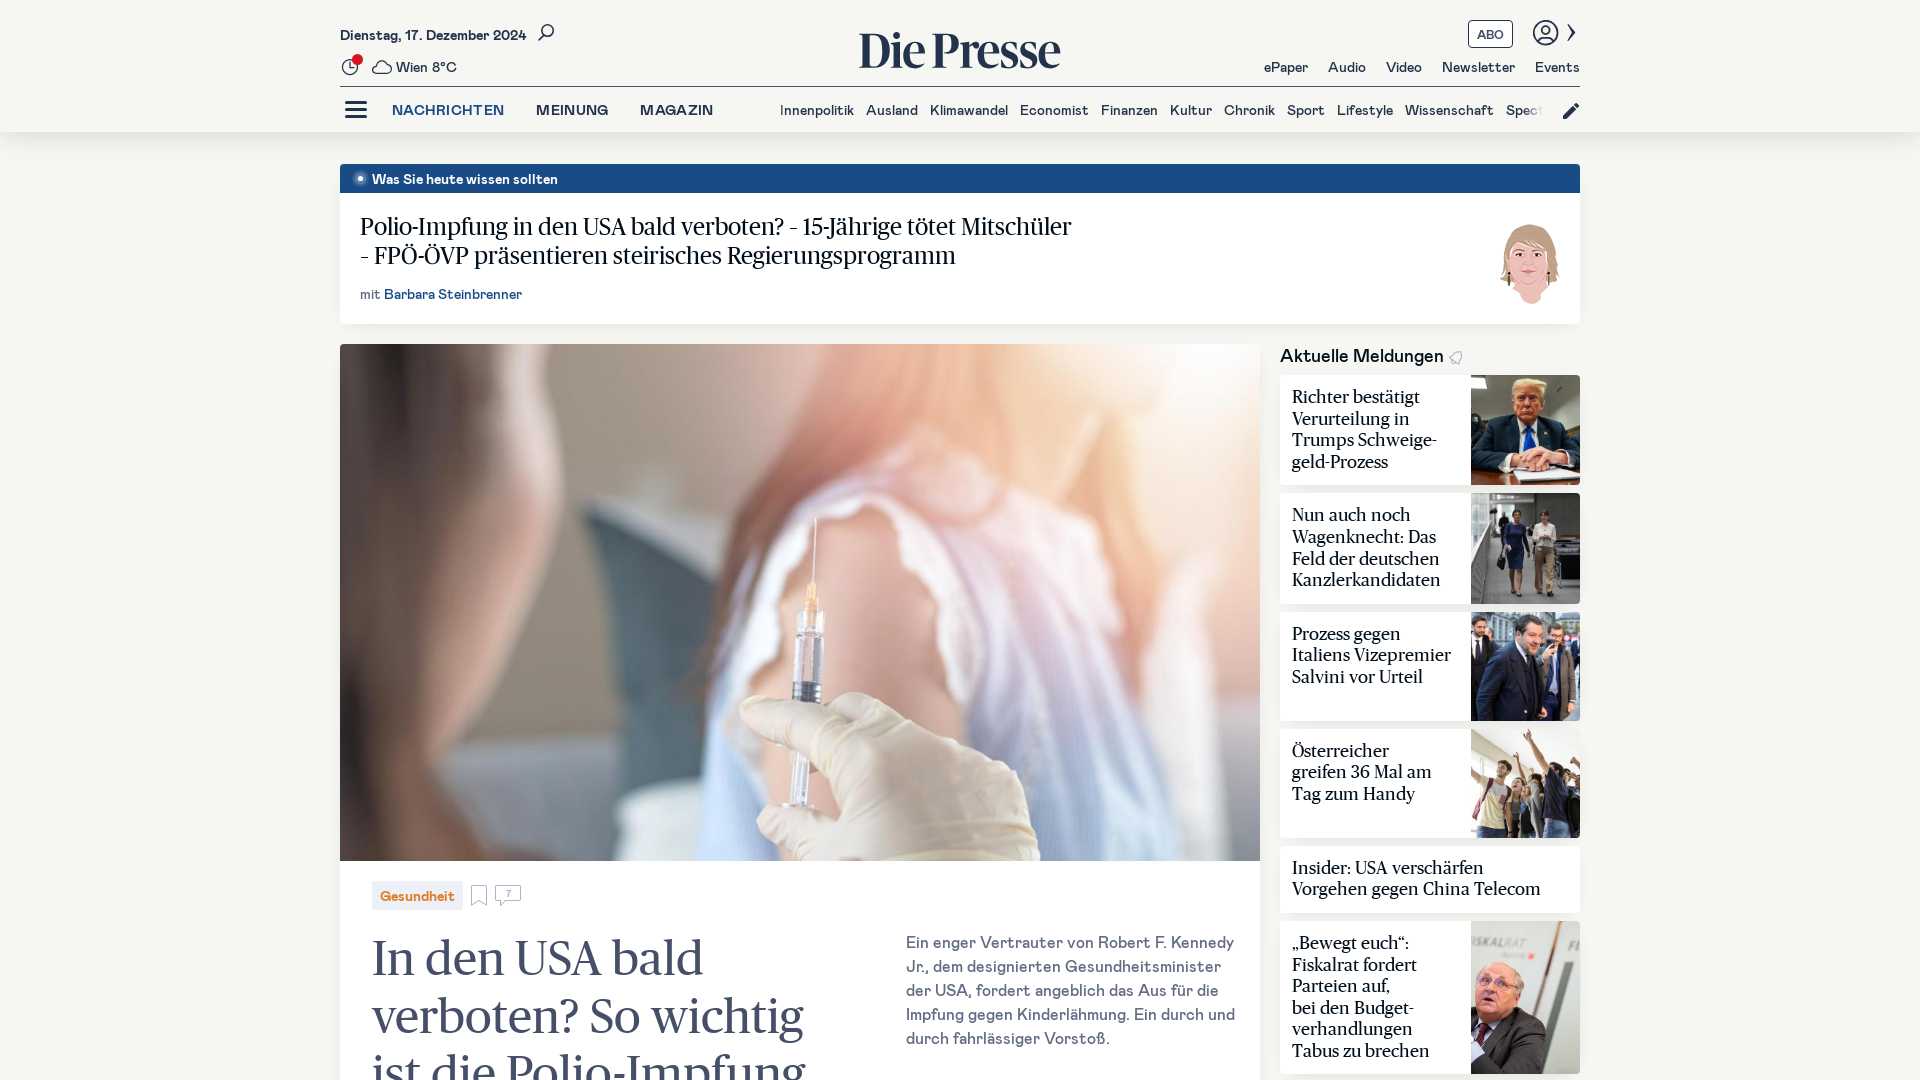 Dienstag, 17. Dezember 2024
Wien 8°C
Die Presse
ABO
ePaper
Audio
Video
Newsletter
Events
NACHRICHTEN
MEINUNG
MAGAZIN
Innenpolitik
Ausland
Klimawandel
Economist
Finanzen
Kultur
Chronik
Sport
Lifestyle
Wissenschaft
Spect
Was Sie heute wissen sollten
Polio-Impfung in den USA bald verboten? – 15-Jährige tötet Mitschüler
– FPÖ-ÖVP präsentieren steirisches Regierungsprogramm
mit Barbara Steinbrenner
Gesundheit
7
In den USA bald
verboten? So wichtig
ist die Polio-Impfung
Ein enger Vertrauter von Robert F. Kennedy
Jr., dem designierten Gesundheitsminister
der USA, fordert angeblich das Aus für die
Impfung gegen Kinderlähmung. Ein durch und
durch fahrlässiger Vorstoß.
Aktuelle Meldungen
Richter bestätigt
Verurteilung in
Trumps Schweige-
geld-Prozess
Nun auch noch
Wagenknecht: Das
Feld der deutschen
Kanzlerkandidaten
Prozess gegen
Italiens Vizepremier
Salvini vor Urteil
Österreicher
greifen 36 Mal am
Tag zum Handy
Insider: USA verschärfen
Vorgehen gegen China Telecom
„Bewegt euch“:
Fiskalrat fordert
Parteien auf,
bei den Budget-
verhandlungen
Tabus zu brechen